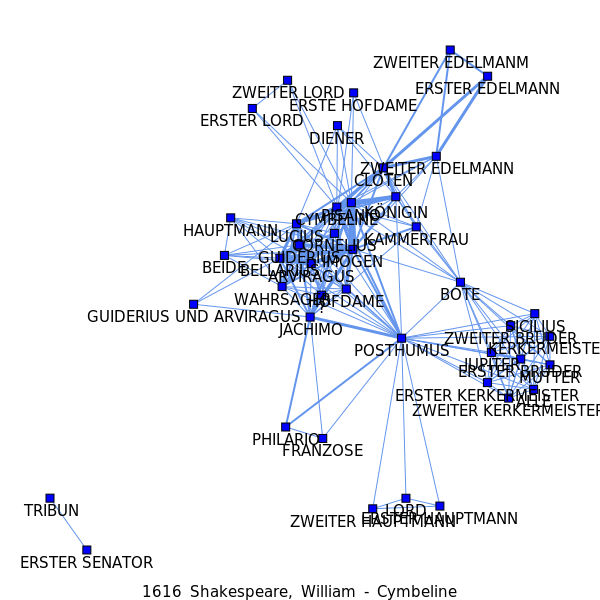 ZWEITER EDELMANM
ERSTER EDELMANN
ZWEITER LORD
ERSTE HOFDAME
ERSTER LORD
DIENER
ZWEITER EDELMANN
CLOTEN
PISANIO
KÖNIGIN
CYMBELINE
HAUPTMANN
LUCIUS
KAMMERFRAU
CORNELIUS
GUIDERIUS
IMOGEN
BEIDE
BELLARIUS
ARVIRAGUS
BOTE
WAHRSAGER
HOFDAME
GUIDERIUS UND ARVIRAGUS
JACHIMO
SICILIUS
ZWEITER BRUDER
KERKERMEISTER
POSTHUMUS
JUPITER
ERSTER BRUDER
MUTTER
ERSTER KERKERMEISTER
ALLE
ZWEITER KERKERMEISTER
PHILARIO
FRANZOSE
LORD
ERSTER HAUPTMANN
ZWEITER HAUPTMANN
TRIBUN
ERSTER SENATOR
1616 Shakespeare, William - Cymbeline